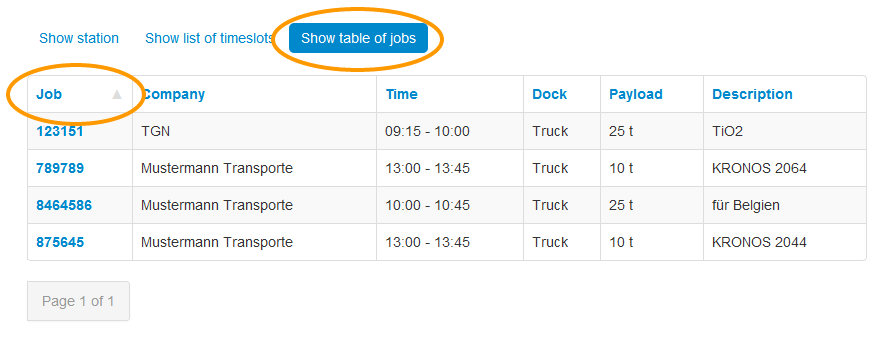 Show station Show list of timeslots Show table of jobs
Job Company Time Dock Payload Description
123151 TGN 09:15 - 10:00 Truck 25 t TiO2
789789 Mustermann Transporte 13:00 - 13:45 Truck 10 t KRONOS 2064
8464586 Mustermann Transporte 10:00 - 10:45 Truck 25 t für Belgien
875645 Mustermann Transporte 13:00 - 13:45 Truck 10 t KRONOS 2044
Page 1 of 1